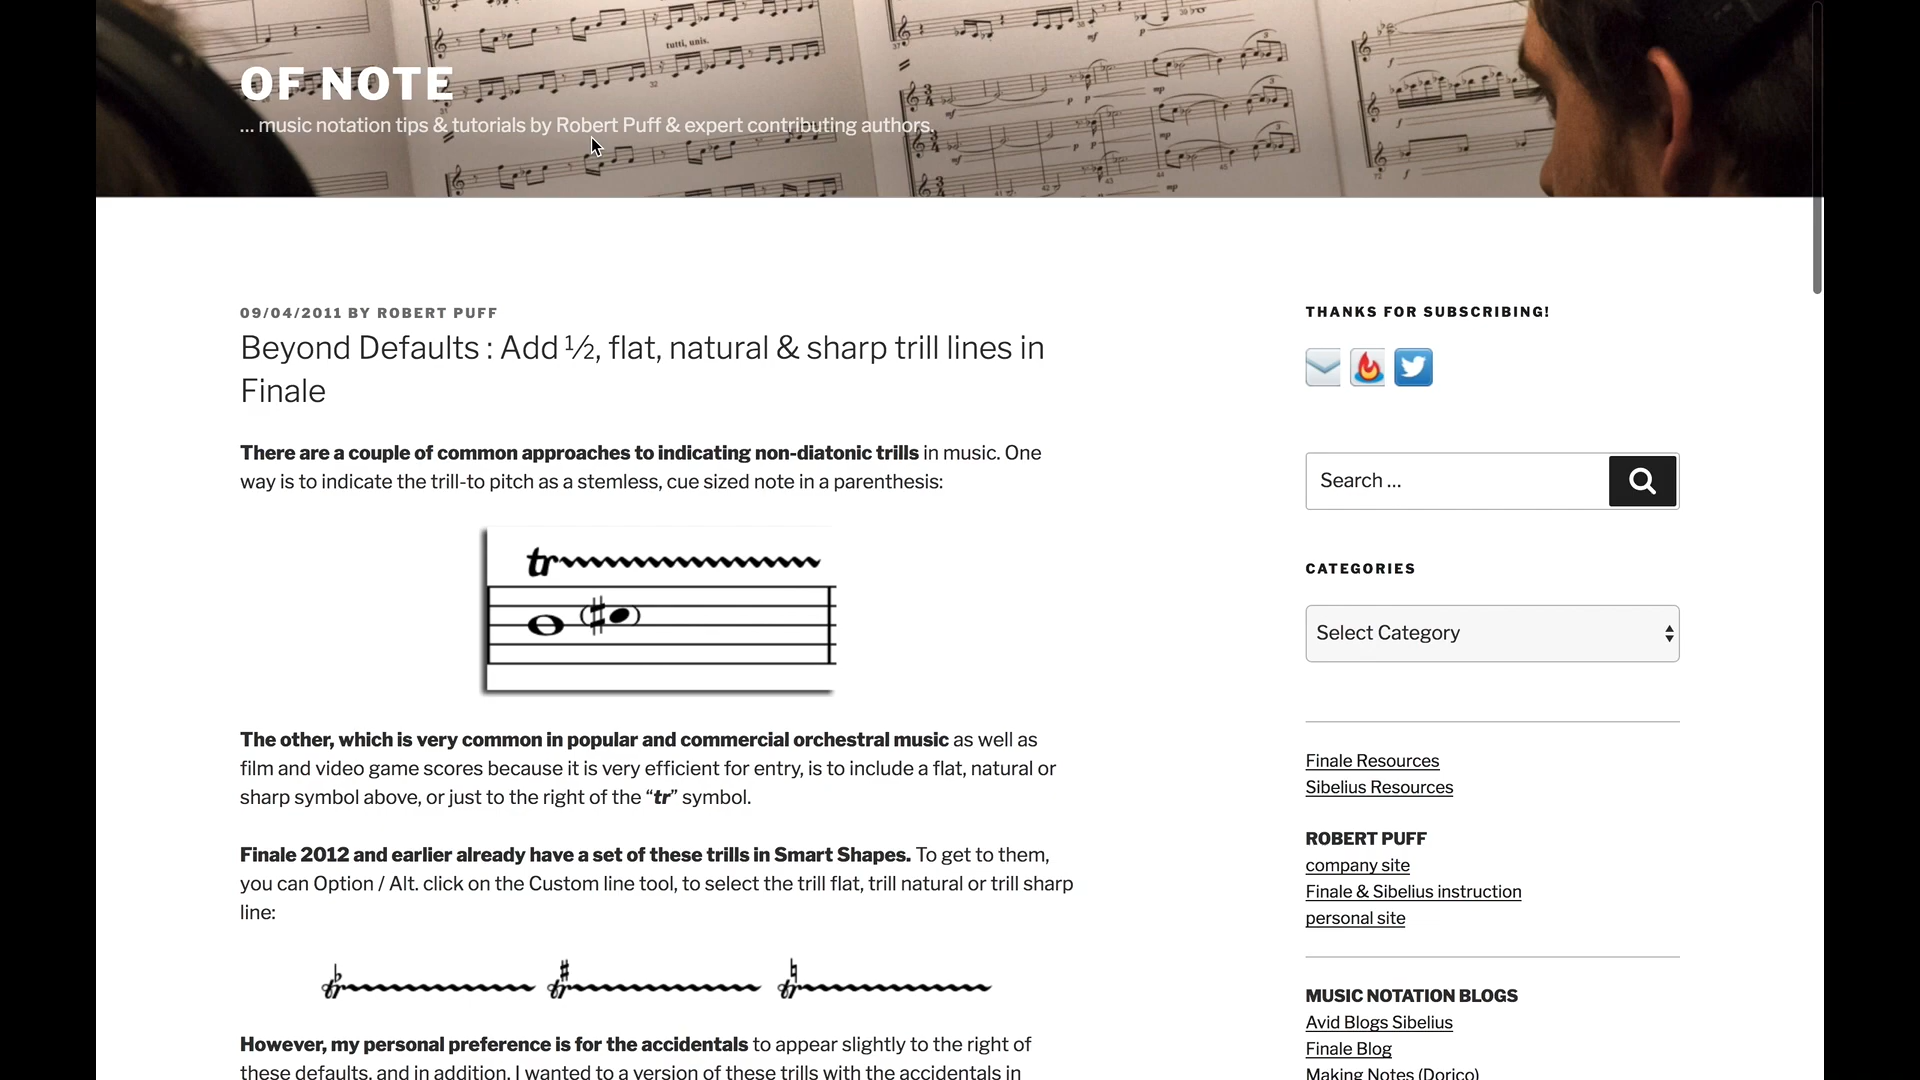 tutti, unis.
OF NOTE
... music notation tips & tutorials by Robert Puff & expert contributing authors.
09/04/2011 BY ROBERT PUFF
Beyond Defaults : Add ½, flat, natural & sharp trill lines in
Finale
There are a couple of common approaches to indicating non-diatonic trills in music. One
way is to indicate the trill-to pitch as a stemless, cue sized note in a parenthesis:
tr
The other, which is very common in popular and commercial orchestral music as well as
film and video game scores because it is very efficient for entry, is to include a flat, natural or
sharp symbol above, or just to the right of the “tr” symbol.
Finale 2012 and earlier already have a set of these trills in Smart Shapes. To get to them,
you can Option / Alt. click on the Custom line tool, to select the trill flat, trill natural or trill sharp
line:
tr tr tr
However, my personal preference is for the accidentals to appear slightly to the right of
these defaults, and in addition, I wanted to a version of these trills with the accidentals in
THANKS FOR SUBSCRIBING!
Search ...
CATEGORIES
Select Category
Finale Resources
Sibelius Resources
ROBERT PUFF
company site
Finale & Sibelius instruction
personal site
MUSIC NOTATION BLOGS
Avid Blogs Sibelius
Finale Blog
Making Notes (Dorico)